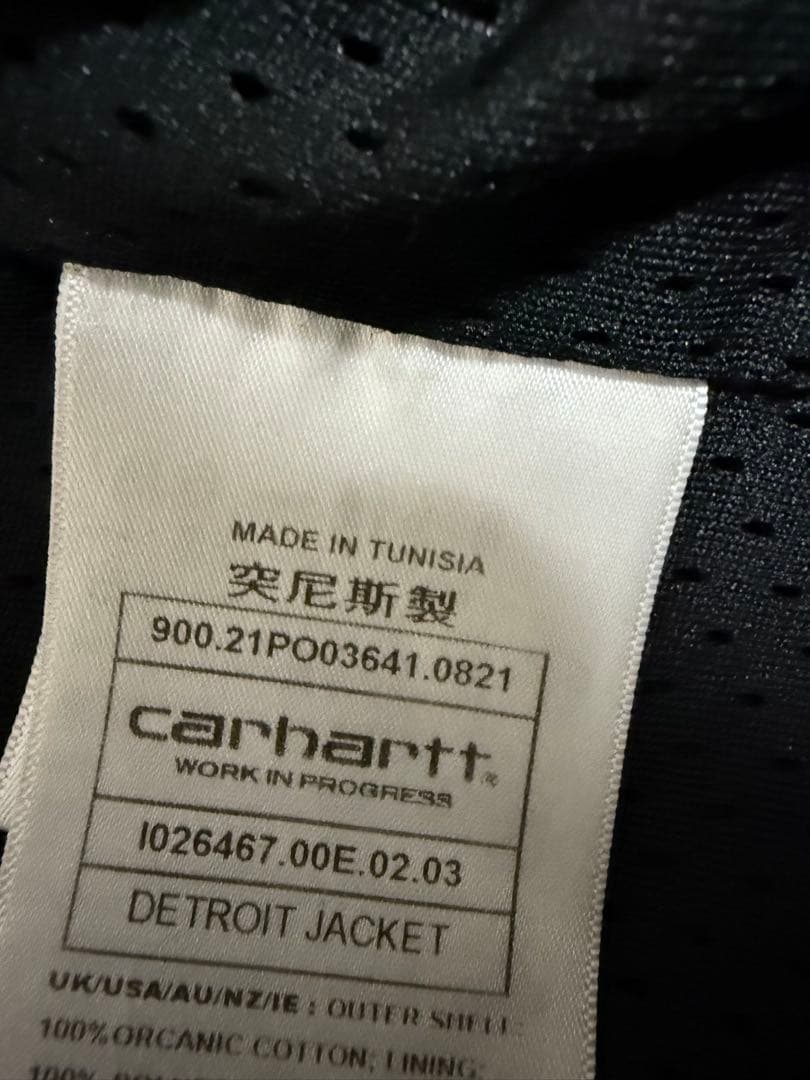 MADE IN TUNISIA
突尼斯製
900.21PO03641.0821
carhartt®
WORK IN PROGRESS
I026467.00E.02.03
DETROIT JACKET
UK/USA/AU/NZ/IE : OUTER SHELL:
100%ORGANIC COTTON; LINING:
100%